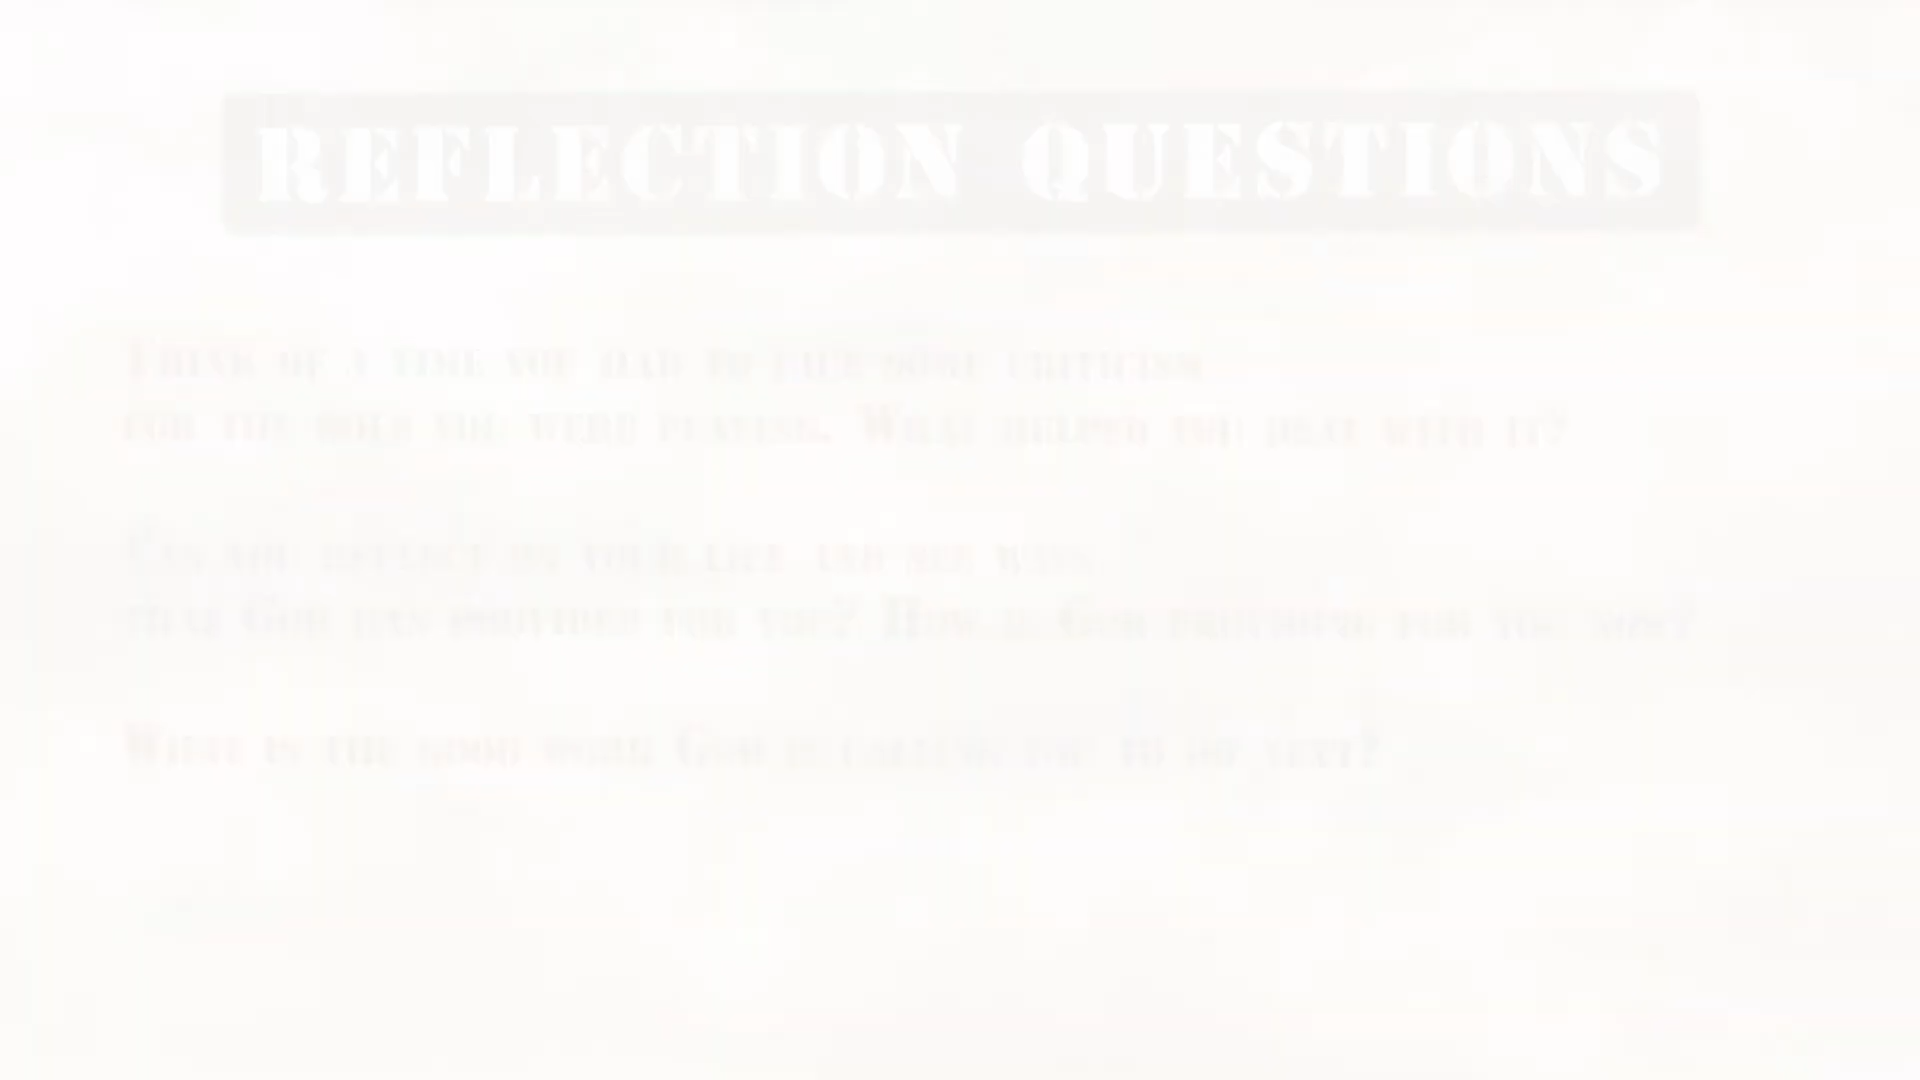 REFLECTION QUESTIONS
Think of a time you had to face some criticism
for the role you were playing. What helped you deal with it?
Can you reflect on your life and see ways
that God has provided for you? How is God providing for you now?
What is the good work God is calling you to do next?